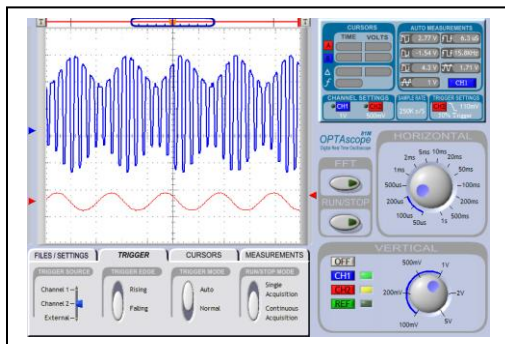 CURSORS
TIME VOLTS
A
A
Δ
f
AUTO MEASUREMENTS
2.77 V 6.3 uS
-1.54 V 15.8KHz
4.3 V 1.71 V
1 V CH1
CHANNEL SETTINGS
CH1 CH2
1V 500mV
SAMPLE RATE
250K s/S
TRIGGER SETTINGS
CH2 110mV
50% Trigger
OPTAscope
Digital Real Time Oscilloscope
FFT
RUN/STOP
HORIZONTAL
5ms 10ms
2ms 20ms
1ms 50ms
500us 100ms
200us 200ms
100us 500ms
50us 1s
VERTICAL
OFF
CH1
CH2
REF
500mV 1V
200mV 2V
100mV 5V
FILES / SETTINGS TRIGGER CURSORS MEASUREMENTS
TRIGGER SOURCE
Channel 1
Channel 2
External
TRIGGER EDGE
Rising
Falling
TRIGGER MODE
Auto
Normal
RUN/STOP MODE
Single
Acquisition
Continuous
Acquisition